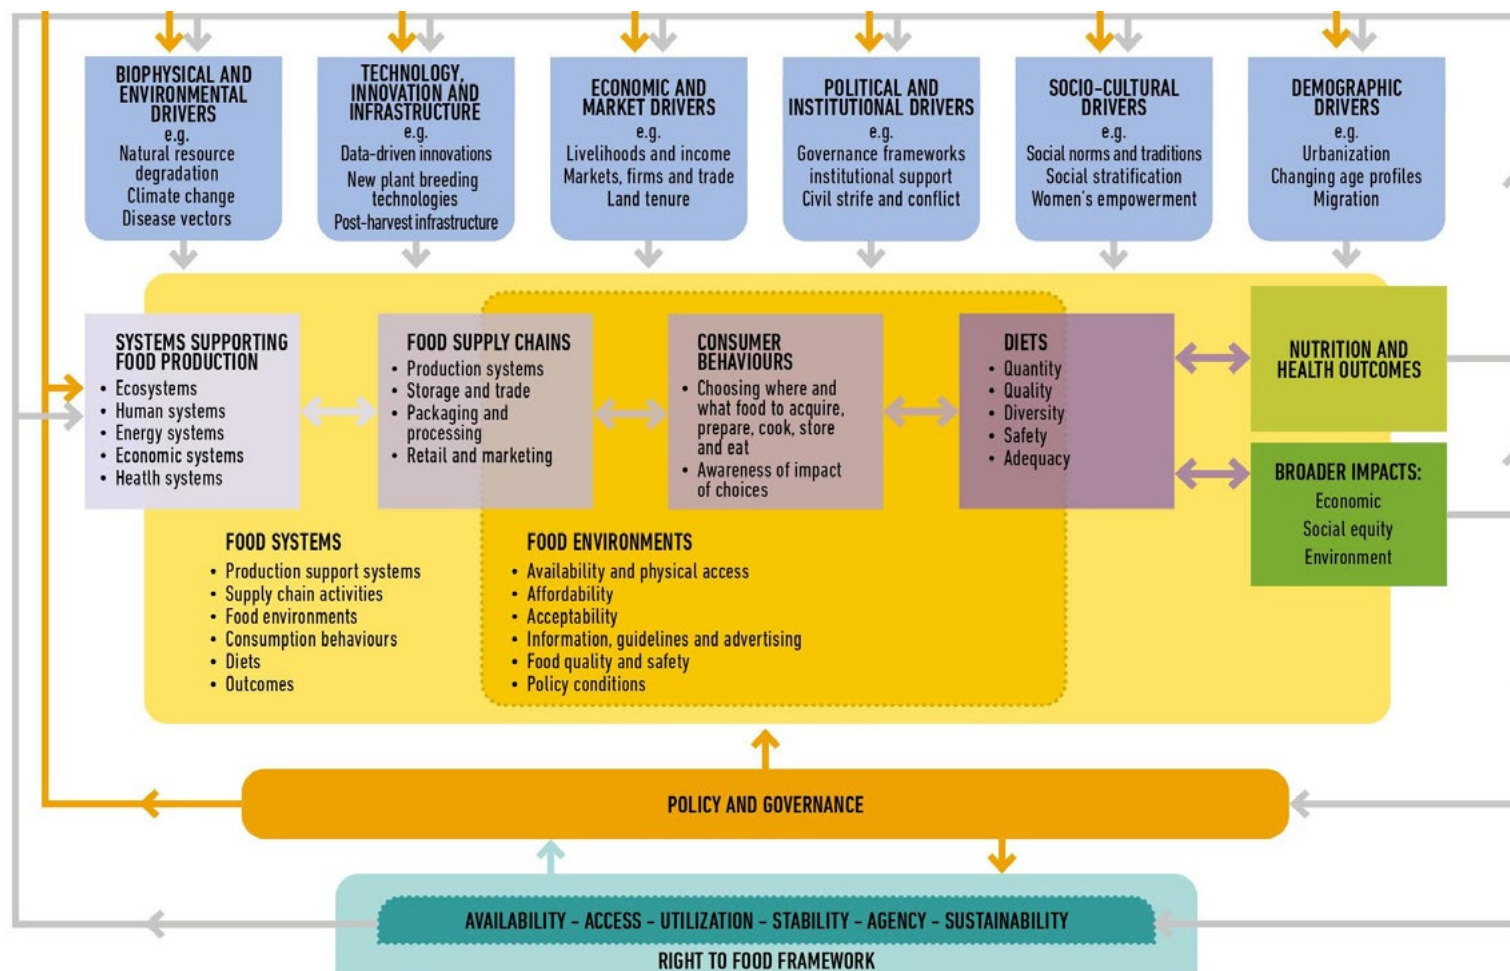 BIOPHYSICAL AND
ENVIRONMENTAL
DRIVERS
e.g.
Natural resource
degradation
Climate change
Disease vectors
TECHNOLOGY,
INNOVATION AND
INFRASTRUCTURE
e.g.
Data-driven innovations
New plant breeding
technologies
Post-harvest infrastructure
ECONOMIC AND
MARKET DRIVERS
e.g.
Livelihoods and income
Markets, firms and trade
Land tenure
POLITICAL AND
INSTITUTIONAL DRIVERS
e.g.
Governance frameworks
institutional support
Civil strife and conflict
SOCIO-CULTURAL
DRIVERS
e.g.
Social norms and traditions
Social stratification
Women's empowerment
DEMOGRAPHIC
DRIVERS
e.g.
Urbanization
Changing age profiles
Migration
SYSTEMS SUPPORTING
FOOD PRODUCTION
• Ecosystems
• Human systems
• Energy systems
• Economic systems
• Health systems
FOOD SUPPLY CHAINS
• Production systems
• Storage and trade
• Packaging and
processing
• Retail and marketing
CONSUMER
BEHAVIOURS
• Choosing where and
what food to acquire,
prepare, cook, store
and eat
• Awareness of impact
of choices
DIETS
• Quantity
• Quality
• Diversity
• Safety
• Adequacy
NUTRITION AND
HEALTH OUTCOMES
BROADER IMPACTS:
Economic
Social equity
Environment
FOOD SYSTEMS
• Production support systems
• Supply chain activities
• Food environments
• Consumption behaviours
• Diets
• Outcomes
FOOD ENVIRONMENTS
• Availability and physical access
• Affordability
• Acceptability
• Information, guidelines and advertising
• Food quality and safety
• Policy conditions
POLICY AND GOVERNANCE
AVAILABILITY - ACCESS - UTILIZATION - STABILITY - AGENCY - SUSTAINABILITY
RIGHT TO FOOD FRAMEWORK